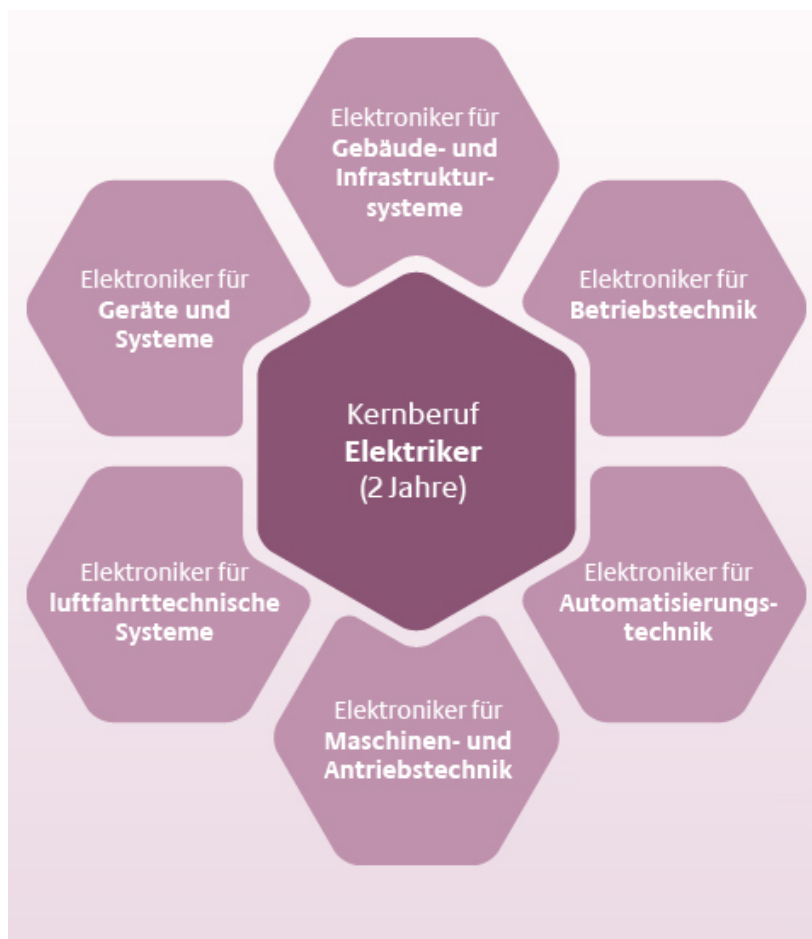 Elektroniker für
Gebäude- und
Infrastruktur-
systeme
Elektroniker für
Geräte und
Systeme
Elektroniker für
Betriebstechnik
Kernberuf
Elektriker
(2 Jahre)
Elektroniker für
luftfahrttechnische
Systeme
Elektroniker für
Automatisierungs-
technik
Elektroniker für
Maschinen- und
Antriebstechnik